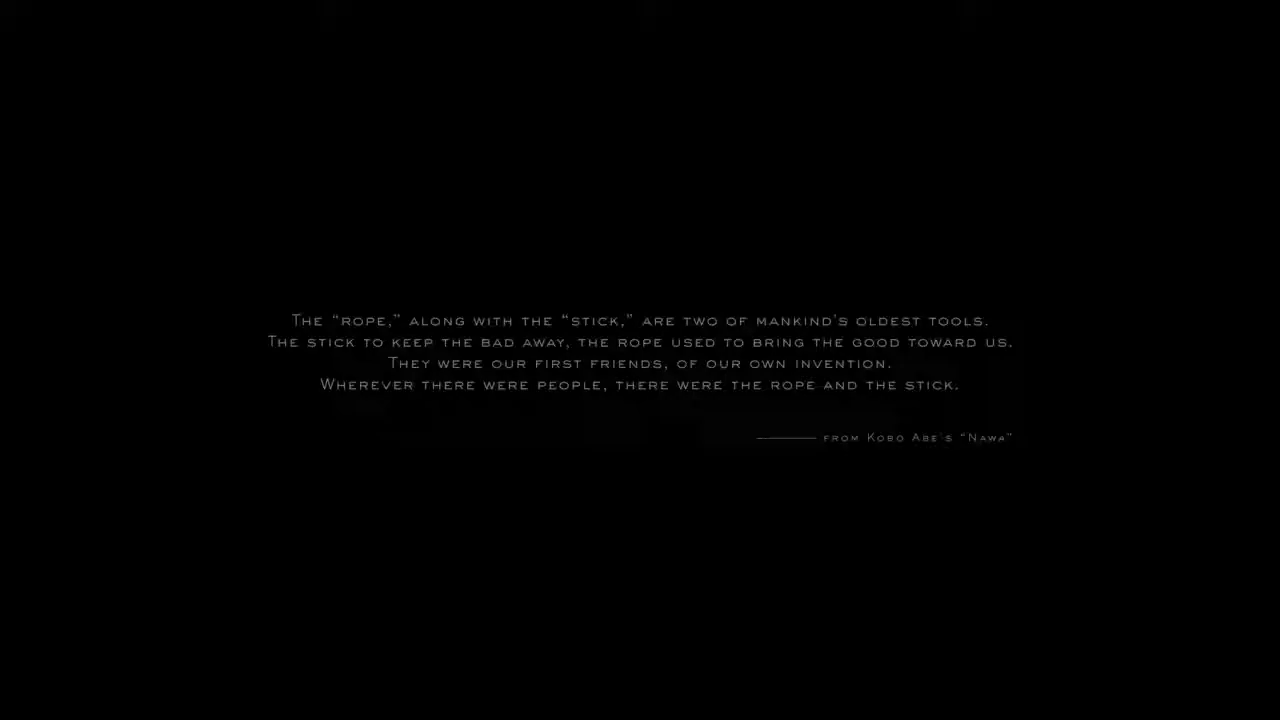 The “rope,” along with the “stick,” are two of mankind's oldest tools.
The stick to keep the bad away, the rope used to bring the good toward us.
They were our first friends, of our own invention.
Wherever there were people, there were the rope and the stick.
——— from Kobo Abe's “Nawa”